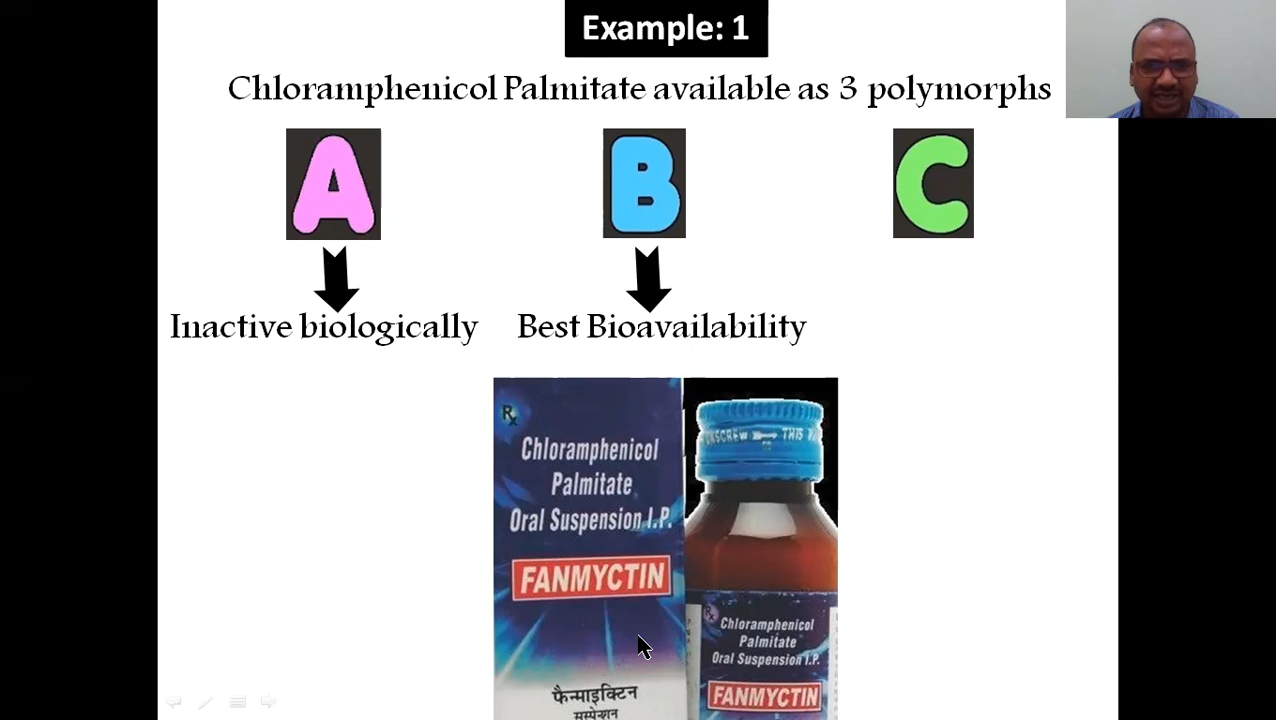 Example: 1
Chloramphenicol Palmitate available as 3 polymorphs
A
B
C
Inactive biologically
Best Bioavailability
Rx
Chloramphenicol
Palmitate
Oral Suspension I.P.
FANMYCTIN
फैन्माइक्टिन
सस्पेन्शन
UNSCREW THIS
Rx
Chloramphenicol
Palmitate
Oral Suspension I.P.
FANMYCTIN